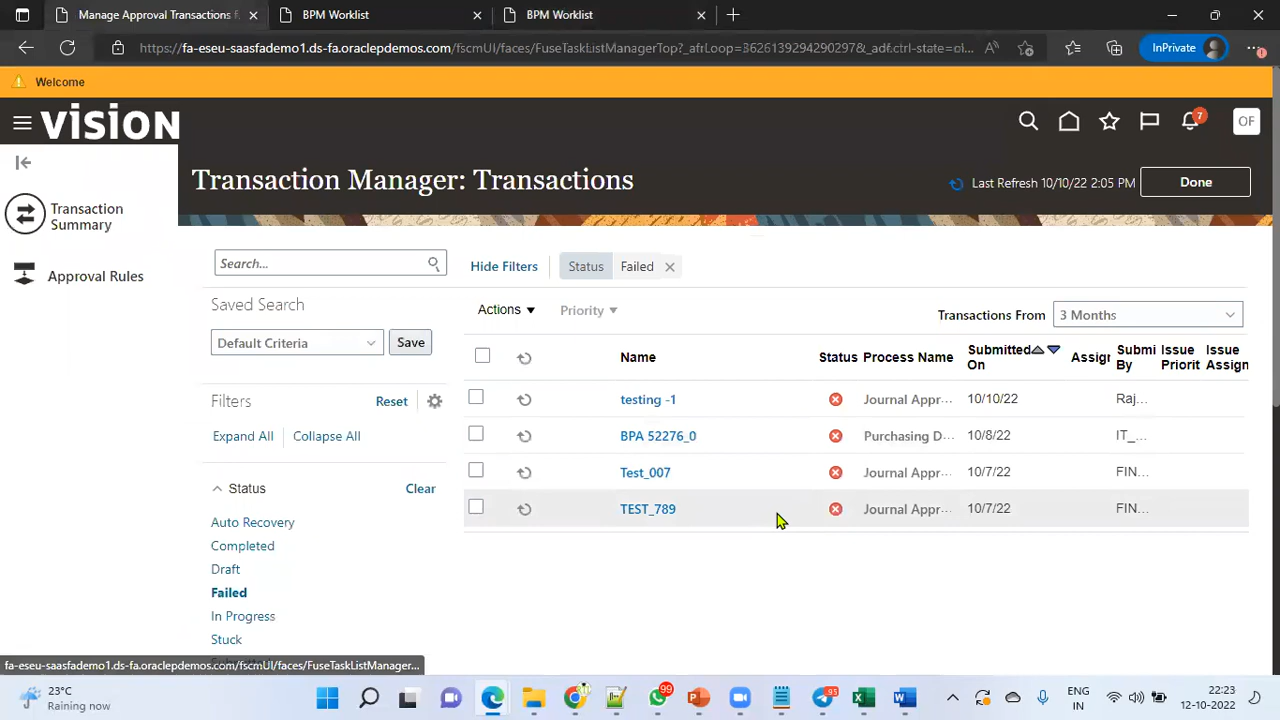 Manage Approval Transactions F
BPM Worklist
BPM Worklist
https://fa-eseu-saasfademo1.ds-fa.oraclepdemos.com/fscmUI/faces/FuseTaskListManagerTop?_afrLoop=36261392942902978&_adf.ctrl-state=cl...
InPrivate
Welcome
vision
7
OF
Transaction Manager: Transactions
Last Refresh 10/10/22 2:05 PM
Done
Transaction Summary
Approval Rules
Search...
Hide Filters
Status
Failed
Saved Search
Actions
Priority
Transactions From
3 Months
Default Criteria
Save
Name
Status
Process Name
Submitted On
Assign
Submi By
Issue Priorit
Issue Assign
Filters
Reset
testing -1
Journal Appr...
10/10/22
Raj...
Expand All
Collapse All
BPA 52276_0
Purchasing D...
10/8/22
IT_...
Test_007
Journal Appr...
10/7/22
FIN...
Status
Clear
TEST_789
Journal Appr...
10/7/22
FIN...
Auto Recovery
Completed
Draft
Failed
In Progress
Stuck
fa-eseu-saasfademo1.ds-fa.oraclepdemos.com/fscmUI/faces/FuseTaskListManager...
23°C
Raining now
99
95
ENG
IN
22:23
12-10-2022